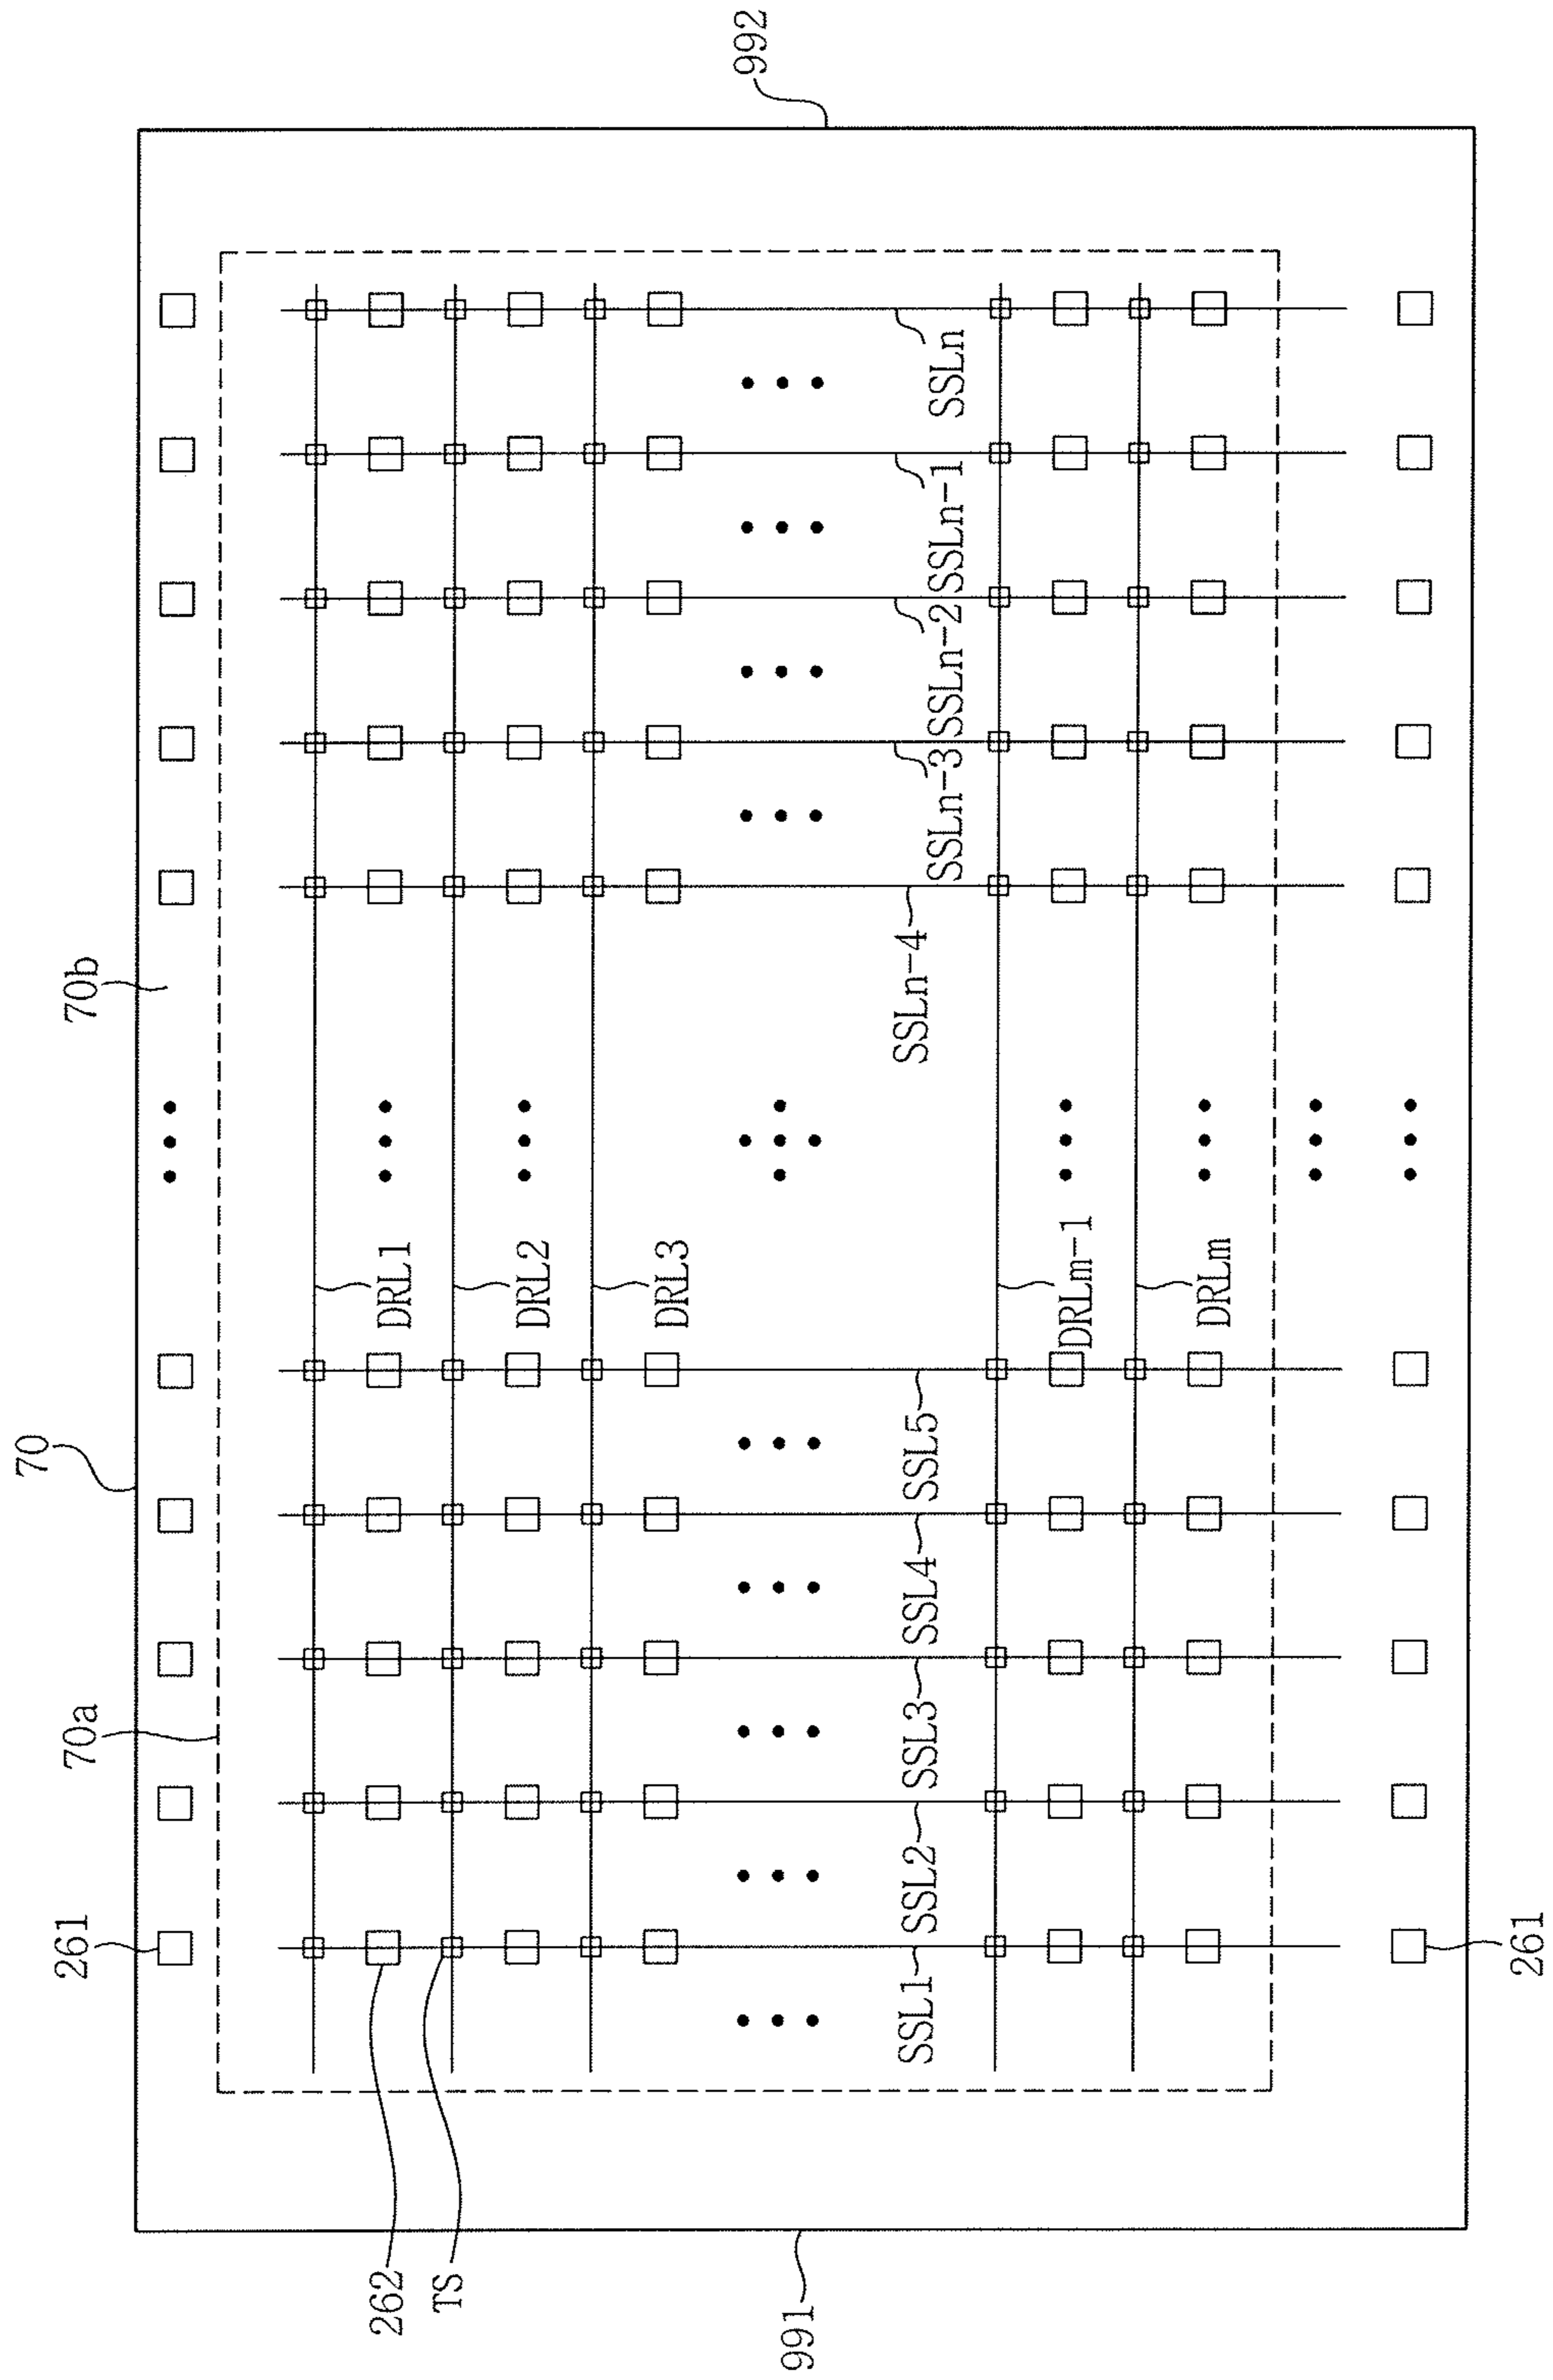 992
70b
70
70a
261
SSLn
SSLn-1
SSLn-2
SSLn-3
SSLn-4
DRL1
DRL2
DRL3
DRLm-1
DRLm
SSL5
SSL4
SSL3
SSL2
SSL1
261
262
TS
991